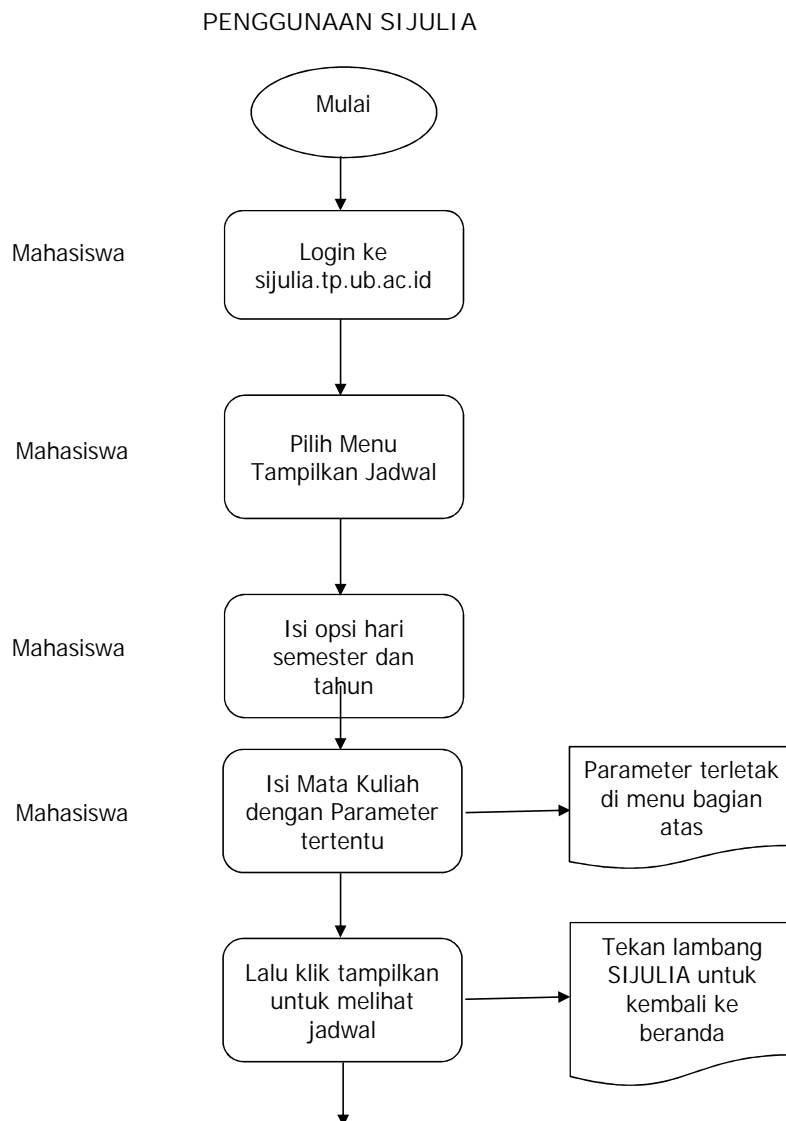 PENGGUNAAN SIJULIA
Mulai
Mahasiswa
Login ke
sijulia.tp.ub.ac.id
Mahasiswa
Pilih Menu
Tampilkan Jadwal
Mahasiswa
Isi opsi hari
semester dan
tahun
Mahasiswa
Isi Mata Kuliah
dengan Parameter
tertentu
Parameter terletak
di menu bagian
atas
Lalu klik tampilkan
untuk melihat
jadwal
Tekan lambang
SIJULIA untuk
kembali ke
beranda